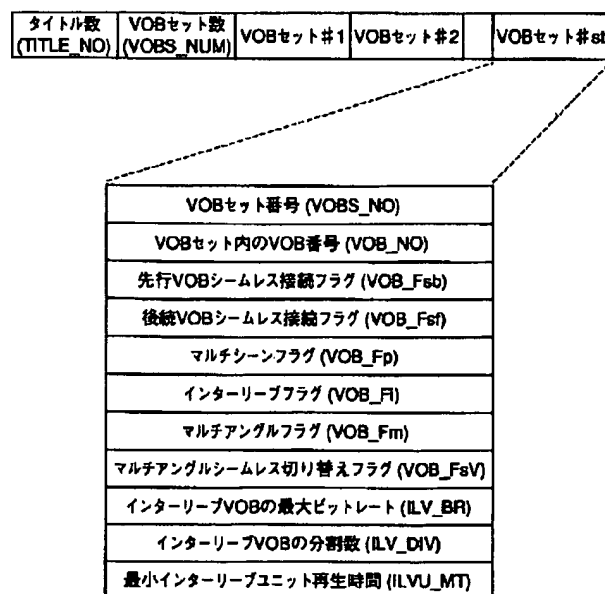 タイトル数
(TITLE_NO)
VOBセット数
(VOBS_NUM)
VOBセット#1
VOBセット#2
VOBセット#st
VOBセット番号 (VOBS_NO)
VOBセット内のVOB番号 (VOB_NO)
先行VOBシームレス接続フラグ (VOB_Fsb)
後続VOBシームレス接続フラグ (VOB_Fsf)
マルチシーンフラグ (VOB_Fp)
インターリーブフラグ (VOB_Fi)
マルチアングルフラグ (VOB_Fm)
マルチアングルシームレス切り替えフラグ (VOB_FsV)
インターリーブVOBの最大ビットレート (ILV_BR)
インターリーブVOBの分割数 (ILV_DIV)
最小インターリーブユニット再生時間 (ILVU_MT)